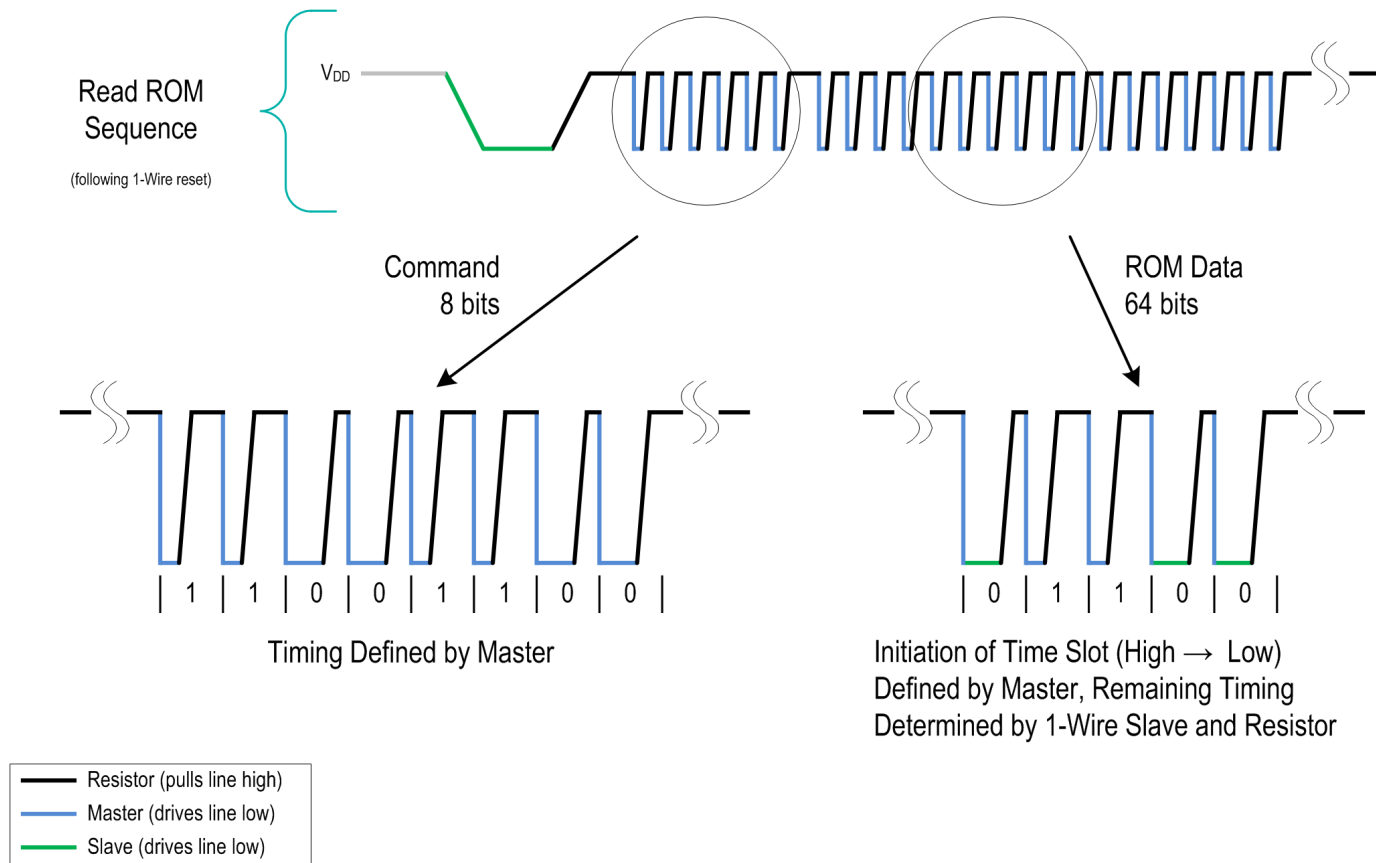 Read ROM
Sequence
(following 1-Wire reset)
VDD
Command
8 bits
ROM Data
64 bits
| 1 | 1 | 0 | 0 | 1 | 1 | 0 | 0 |
| 0 | 1 | 1 | 0 | 0 |
Timing Defined by Master
Initiation of Time Slot (High → Low)
Defined by Master, Remaining Timing
Determined by 1-Wire Slave and Resistor
Resistor (pulls line high)
Master (drives line low)
Slave (drives line low)